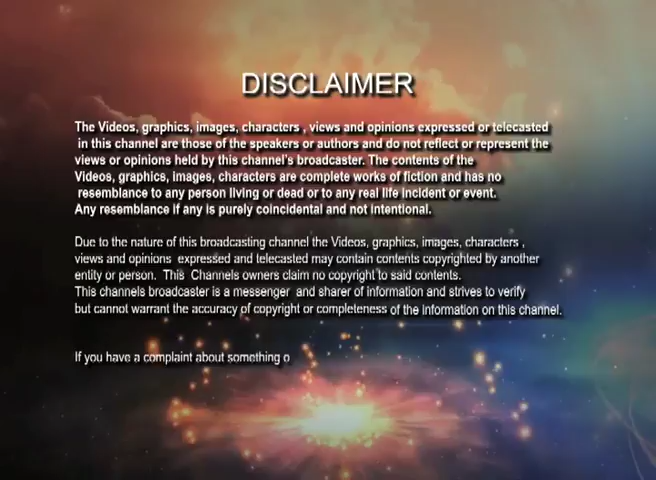 DISCLAIMER
The Videos, graphics, images, characters , views and opinions expressed or telecasted
in this channel are those of the speakers or authors and do not reflect or represent the
views or opinions held by this channel's broadcaster. The contents of the
Videos, graphics, images, characters are complete works of fiction and has no
resemblance to any person living or dead or to any real life incident or event.
Any resemblance if any is purely coincidental and not intentional.
Due to the nature of this broadcasting channel the Videos, graphics, images, characters ,
views and opinions expressed and telecasted may contain contents copyrighted by another
entity or person. This Channels owners claim no copyright to said contents.
This channels broadcaster is a messenger and sharer of information and strives to verify
but cannot warrant the accuracy of copyright or completeness of the information on this channel.
If you have a complaint about something o